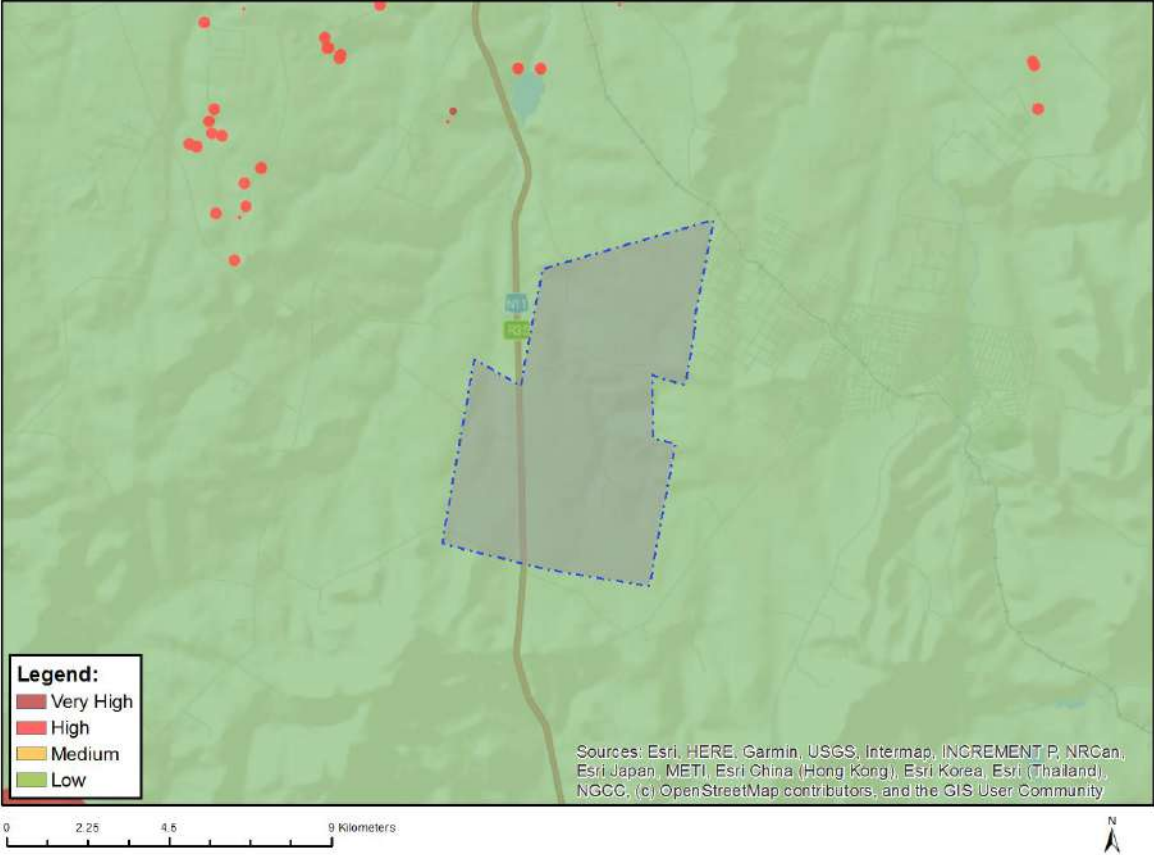 N11
R35
Legend:
Very High
High
Medium
Low
Sources: Esri, HERE, Garmin, USGS, Intermap, INCREMENT P, NRCan,
Esri Japan, METI, Esri China (Hong Kong), Esri Korea, Esri (Thailand),
NGCC, (c) OpenStreetMap contributors, and the GIS User Community
0 2.25 4.5 9 Kilometers
N